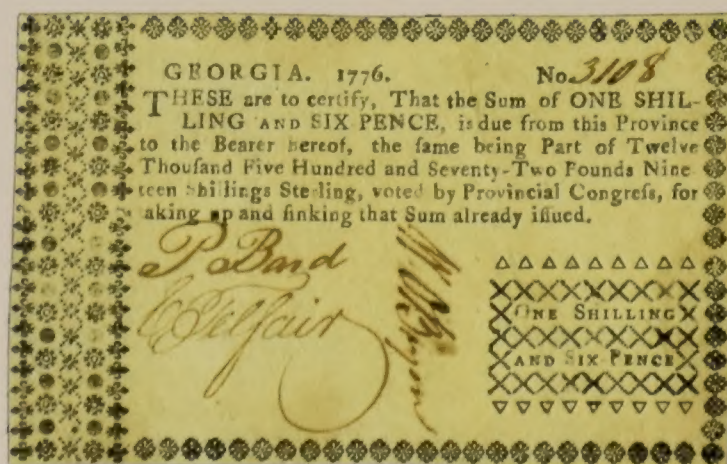 GEORGIA. 1776. No. 3108
THESE are to certify, That the Sum of ONE SHIL-
LING AND SIX PENCE, is due from this Province
to the Bearer hereof, the ſame being Part of Twelve
Thouſand Five Hundred and Seventy-Two Pounds Nine
teen Shillings Sterling, voted by Provincial Congreſs, for
aking up and ſinking that Sum already iſſued.
P Band
E Telfair
ONE SHILLING
AND SIX PENCE